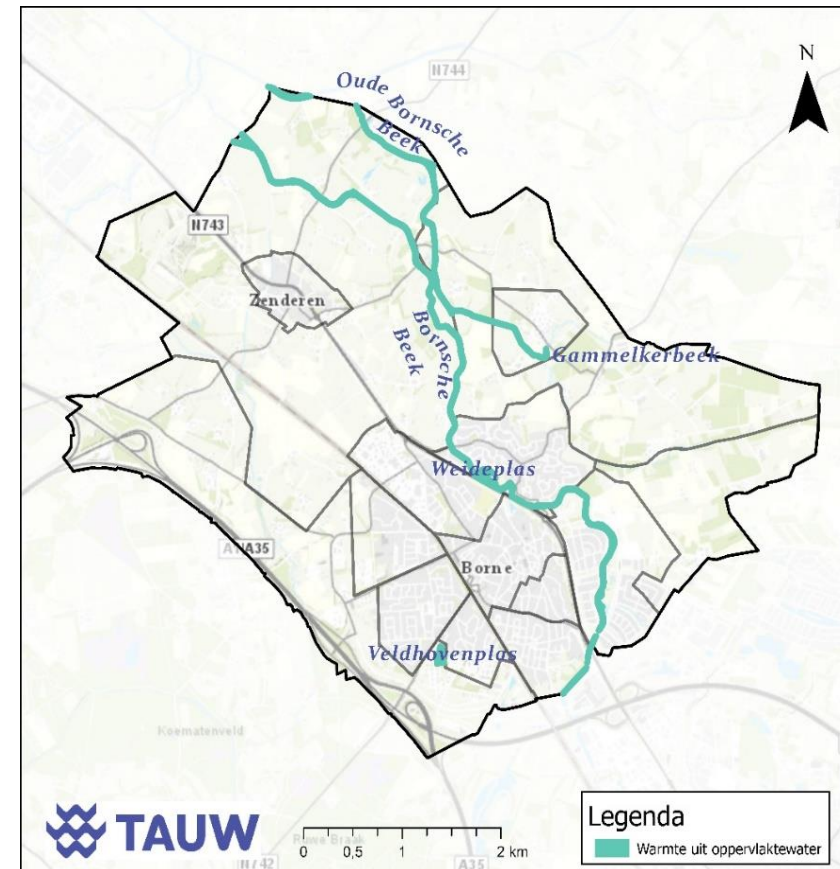 N744
N
Oude Bornsche
Beek
N743
Zenderen
Bornsche
Beek
Gammelkerbeek
Weideplas
A35
Borne
Veldhovenplas
Koematenveld
TAUW
0 0,5 1 2 km
A35
Legenda
Warmte uit oppervlaktewater